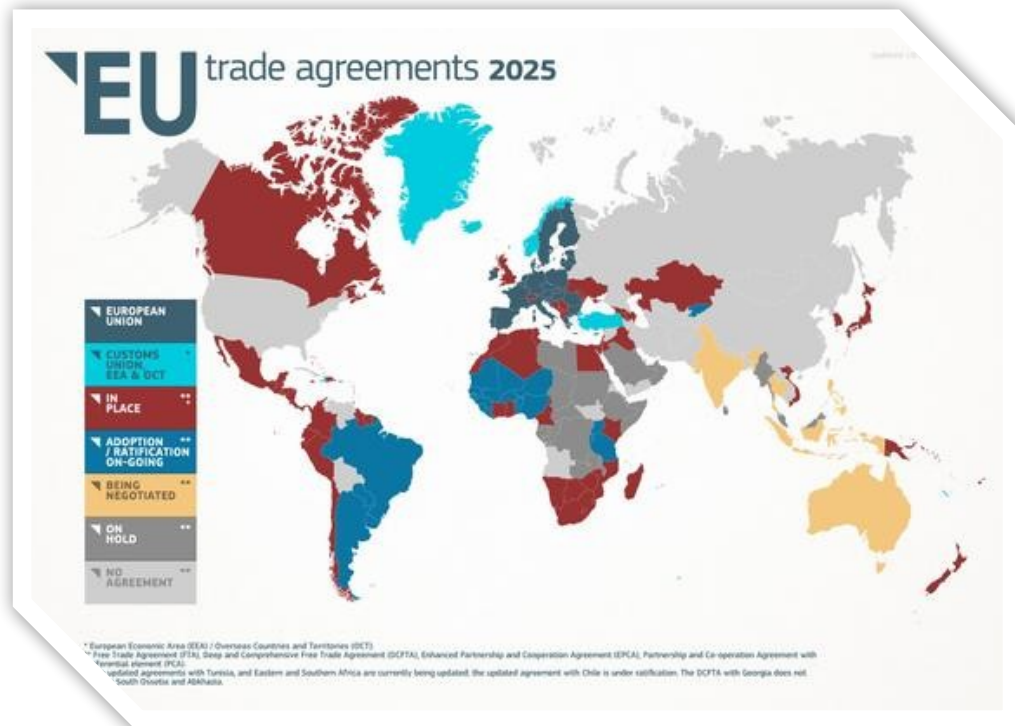 EU trade agreements 2025
EUROPEAN
UNION
CUSTOMS *
UNION,
EEA & OCT
IN **
PLACE *
ADOPTION **
/ RATIFICATION
ON-GOING
BEING **
NEGOTIATED
ON **
HOLD
NO **
AGREEMENT
* European Economic Area (EEA) / Overseas Countries and Territories (OCT)
Free Trade Agreement (FTA), Deep and Comprehensive Free Trade Agreement (DCFTA), Enhanced Partnership and Cooperation Agreement (EPCA), Partnership and Co-operation Agreement with
element (PCA)
updated agreements with Tunisia, and Eastern and Southern Africa are currently being updated; the updated agreement with Chile is under ratification. The DCFTA with Georgia does not
South Ossetia and Abkhazia.